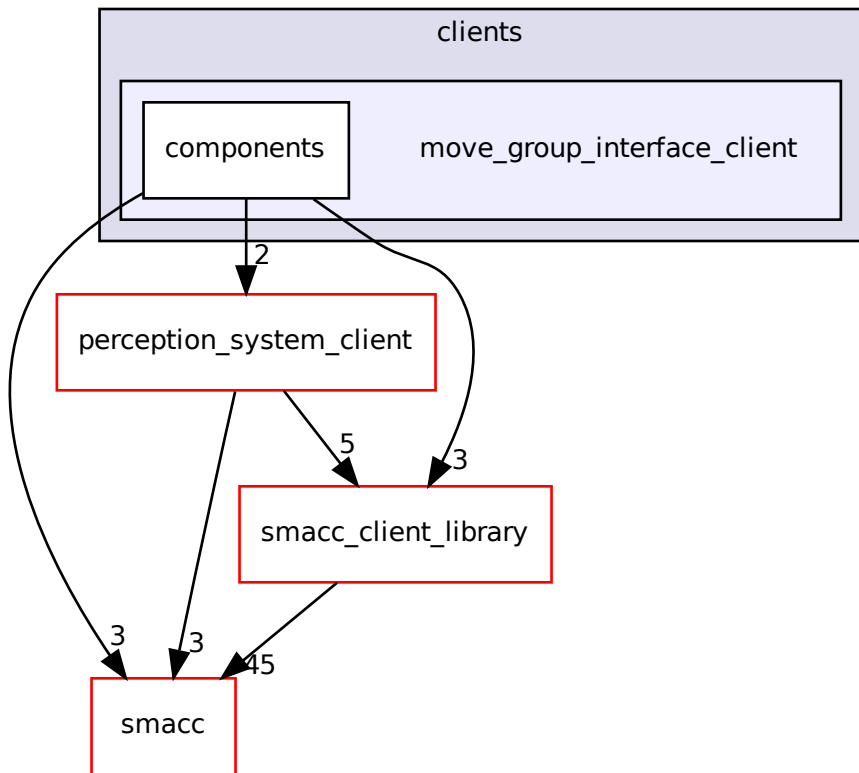 clients
components
move_group_interface_client
2
perception_system_client
5
3
smacc_client_library
3
3
45
smacc